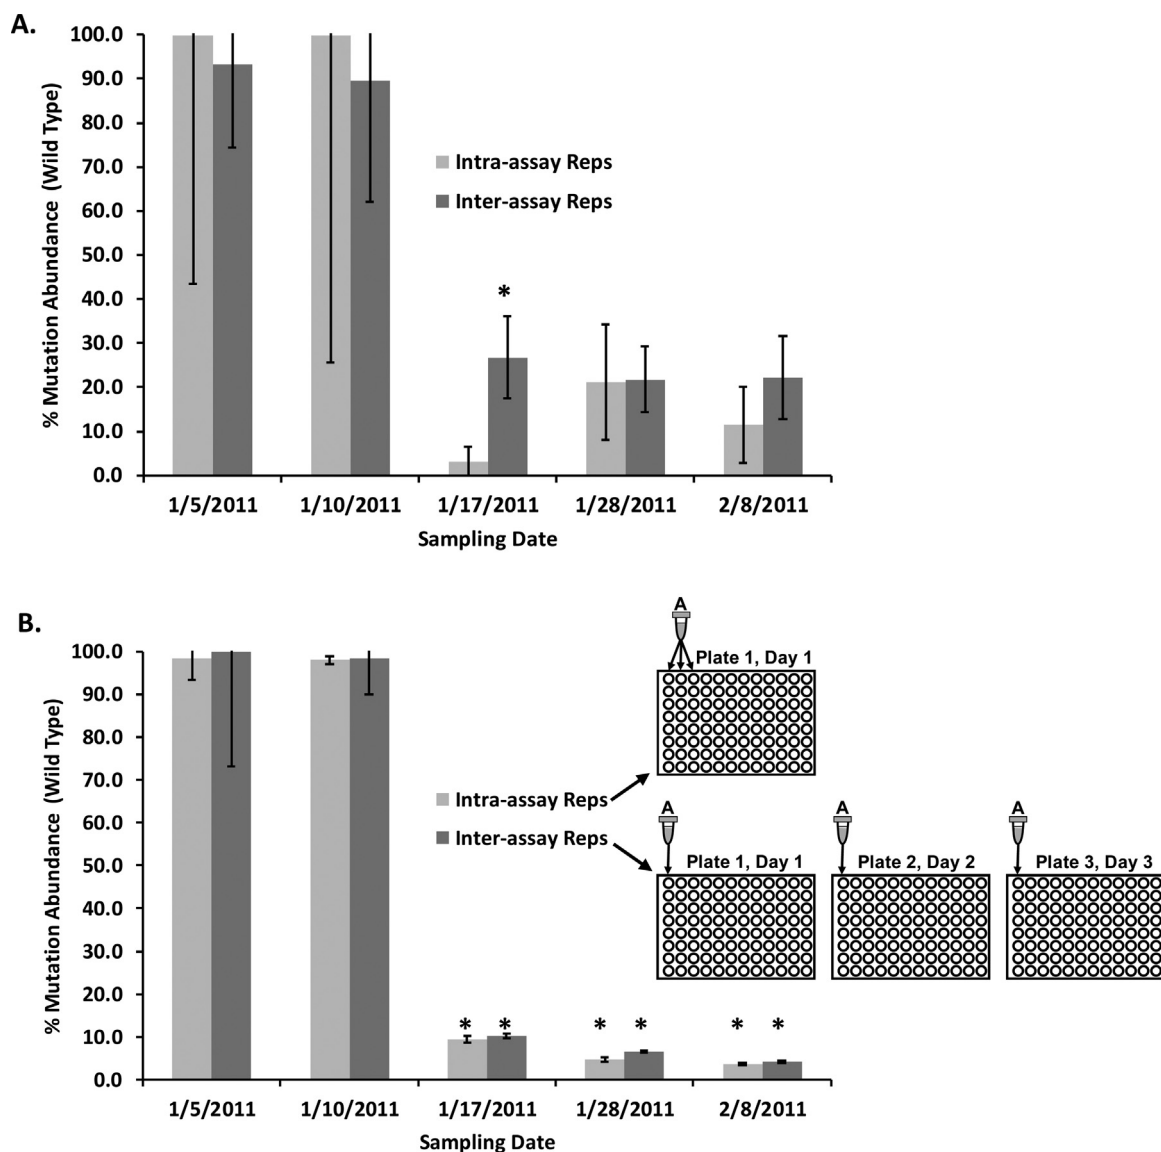 A.
% Mutation Abundance (Wild Type)
100.0
90.0
80.0
70.0
60.0
50.0
40.0
30.0
20.0
10.0
0.0
Intra-assay Reps
Inter-assay Reps
*
1/5/2011 1/10/2011 1/17/2011 1/28/2011 2/8/2011
Sampling Date
B.
% Mutation Abundance (Wild Type)
100.0
90.0
80.0
70.0
60.0
50.0
40.0
30.0
20.0
10.0
0.0
Intra-assay Reps
Inter-assay Reps
A
Plate 1, Day 1
A A A
Plate 1, Day 1 Plate 2, Day 2 Plate 3, Day 3
* * * * * *
1/5/2011 1/10/2011 1/17/2011 1/28/2011 2/8/2011
Sampling Date